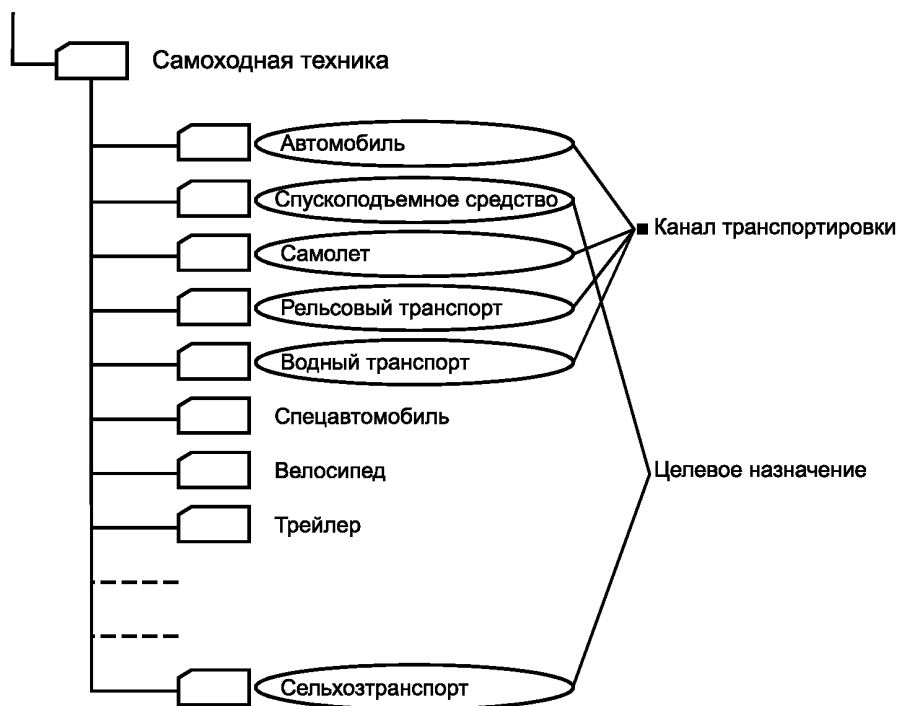 Самоходная техника
Автомобиль
Спускоподъемное средство
Самолет
Канал транспортировки
Рельсовый транспорт
Водный транспорт
Спецавтомобиль
Велосипед
Целевое назначение
Трейлер
Сельхозтранспорт